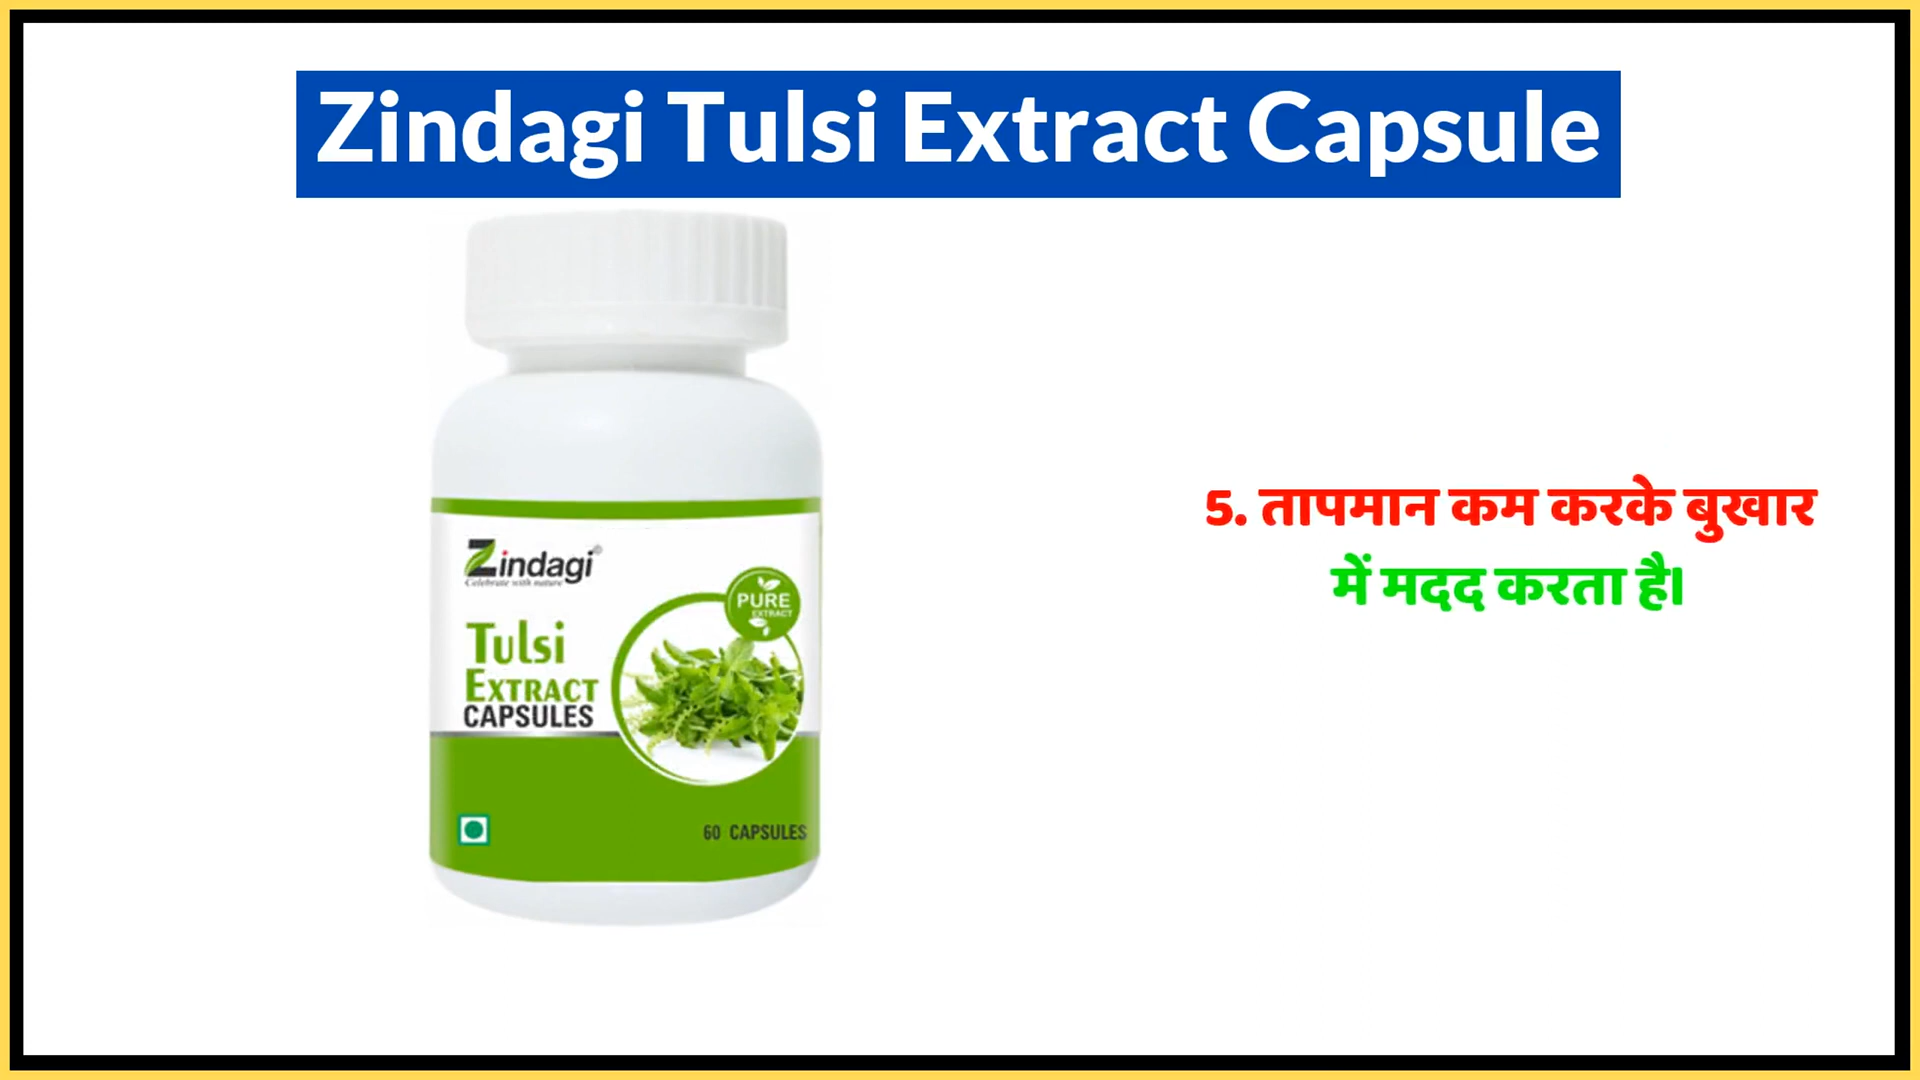 Zindagi Tulsi Extract Capsule
Zindagi®
Celebrate with nature
PURE
EXTRACT
Tulsi
EXTRACT
CAPSULES
60 CAPSULES
5. तापमान कम करके बुखार
में मदद करता है।